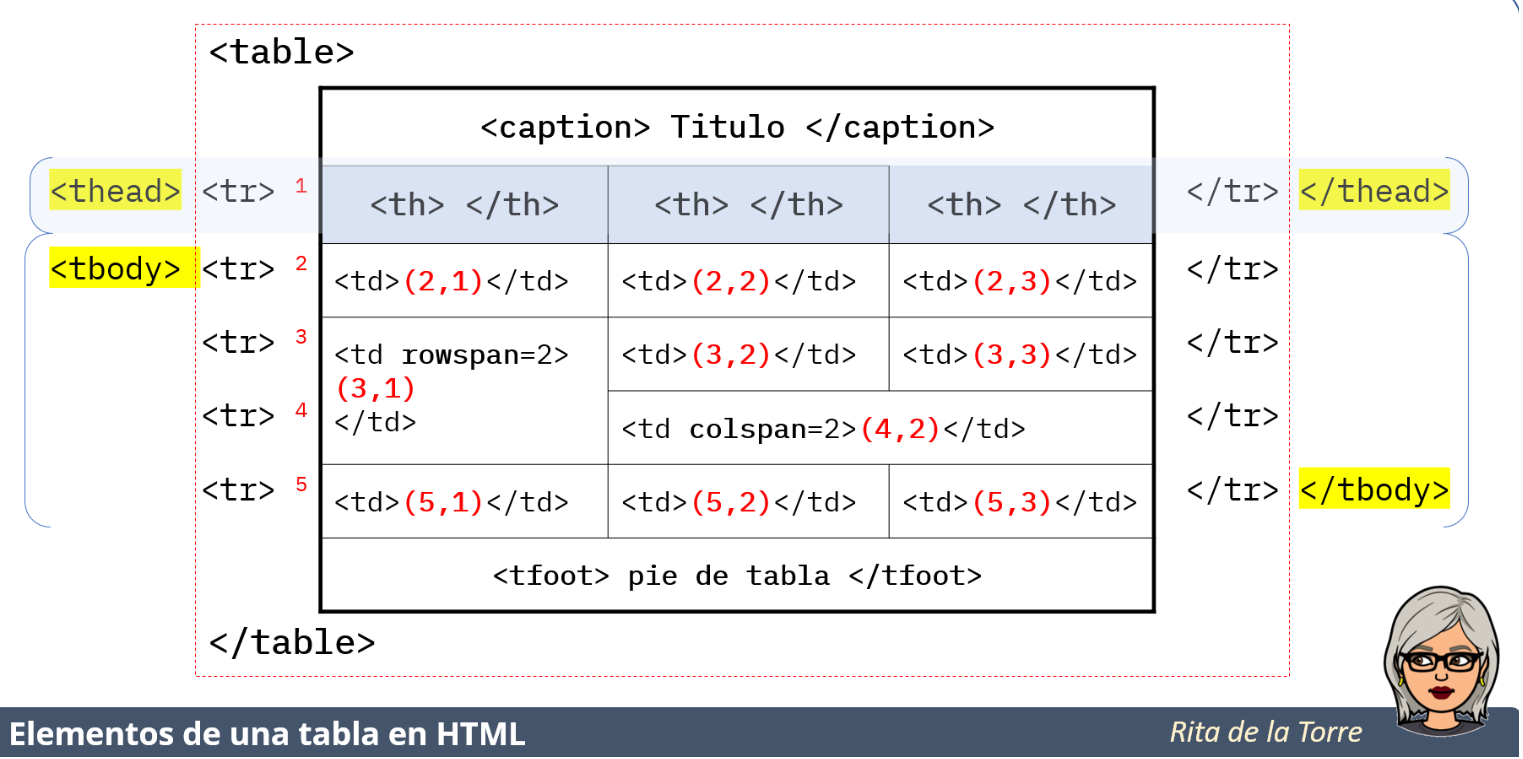 <table>
<caption> Titulo </caption>
<thead> <tr> 1 <th> </th> <th> </th> <th> </th> </tr> </thead>
<tbody> <tr> 2 <td>(2,1)</td> <td>(2,2)</td> <td>(2,3)</td> </tr>
<tr> 3 <td rowspan=2> <td>(3,2)</td> <td>(3,3)</td> </tr>
(3,1)
<tr> 4 </td> <td colspan=2>(4,2)</td> </tr>
<tr> 5 <td>(5,1)</td> <td>(5,2)</td> <td>(5,3)</td> </tr> </tbody>
<tfoot> pie de tabla </tfoot>
</table>
Elementos de una tabla en HTML
Rita de la Torre